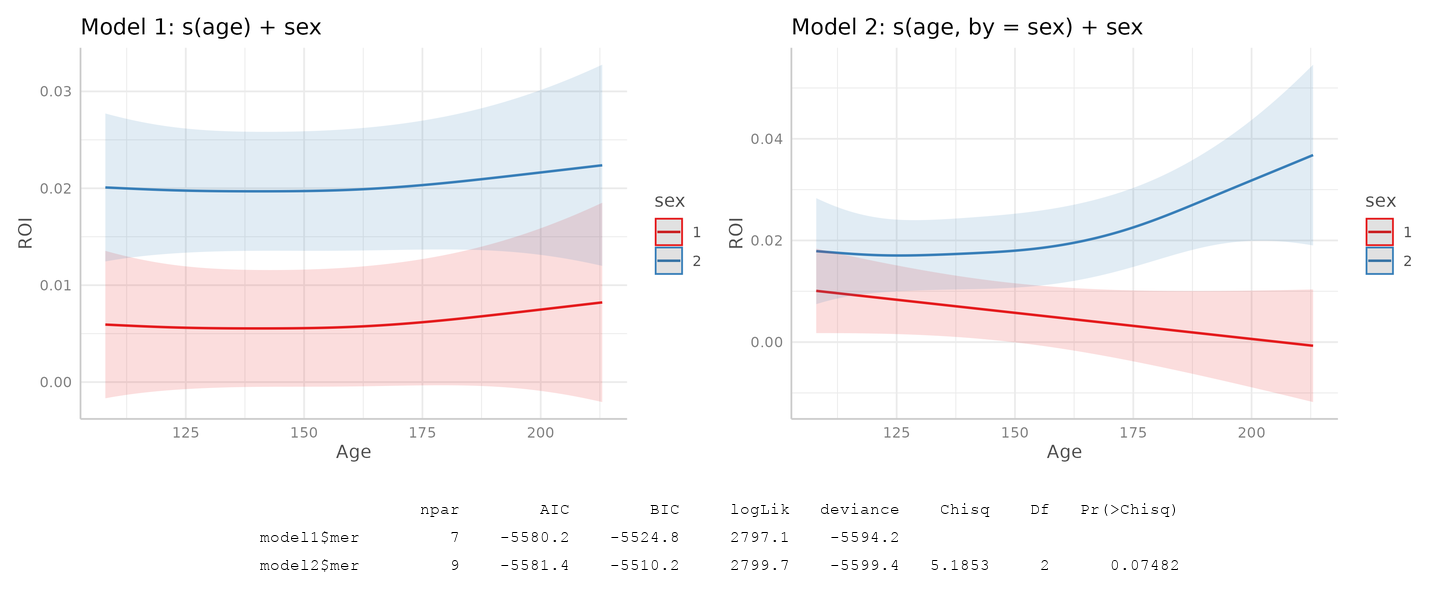 Model 1: s(age) + sex
0.03
0.02
0.01
0.00
ROI
125 150 175 200
Age
sex
1
2
Model 2: s(age, by = sex) + sex
0.04
0.02
0.00
ROI
125 150 175 200
Age
sex
1
2
npar AIC BIC logLik deviance Chisq Df Pr(>Chisq)
model1$mer 7 -5580.2 -5524.8 2797.1 -5594.2
model2$mer 9 -5581.4 -5510.2 2799.7 -5599.4 5.1853 2 0.07482